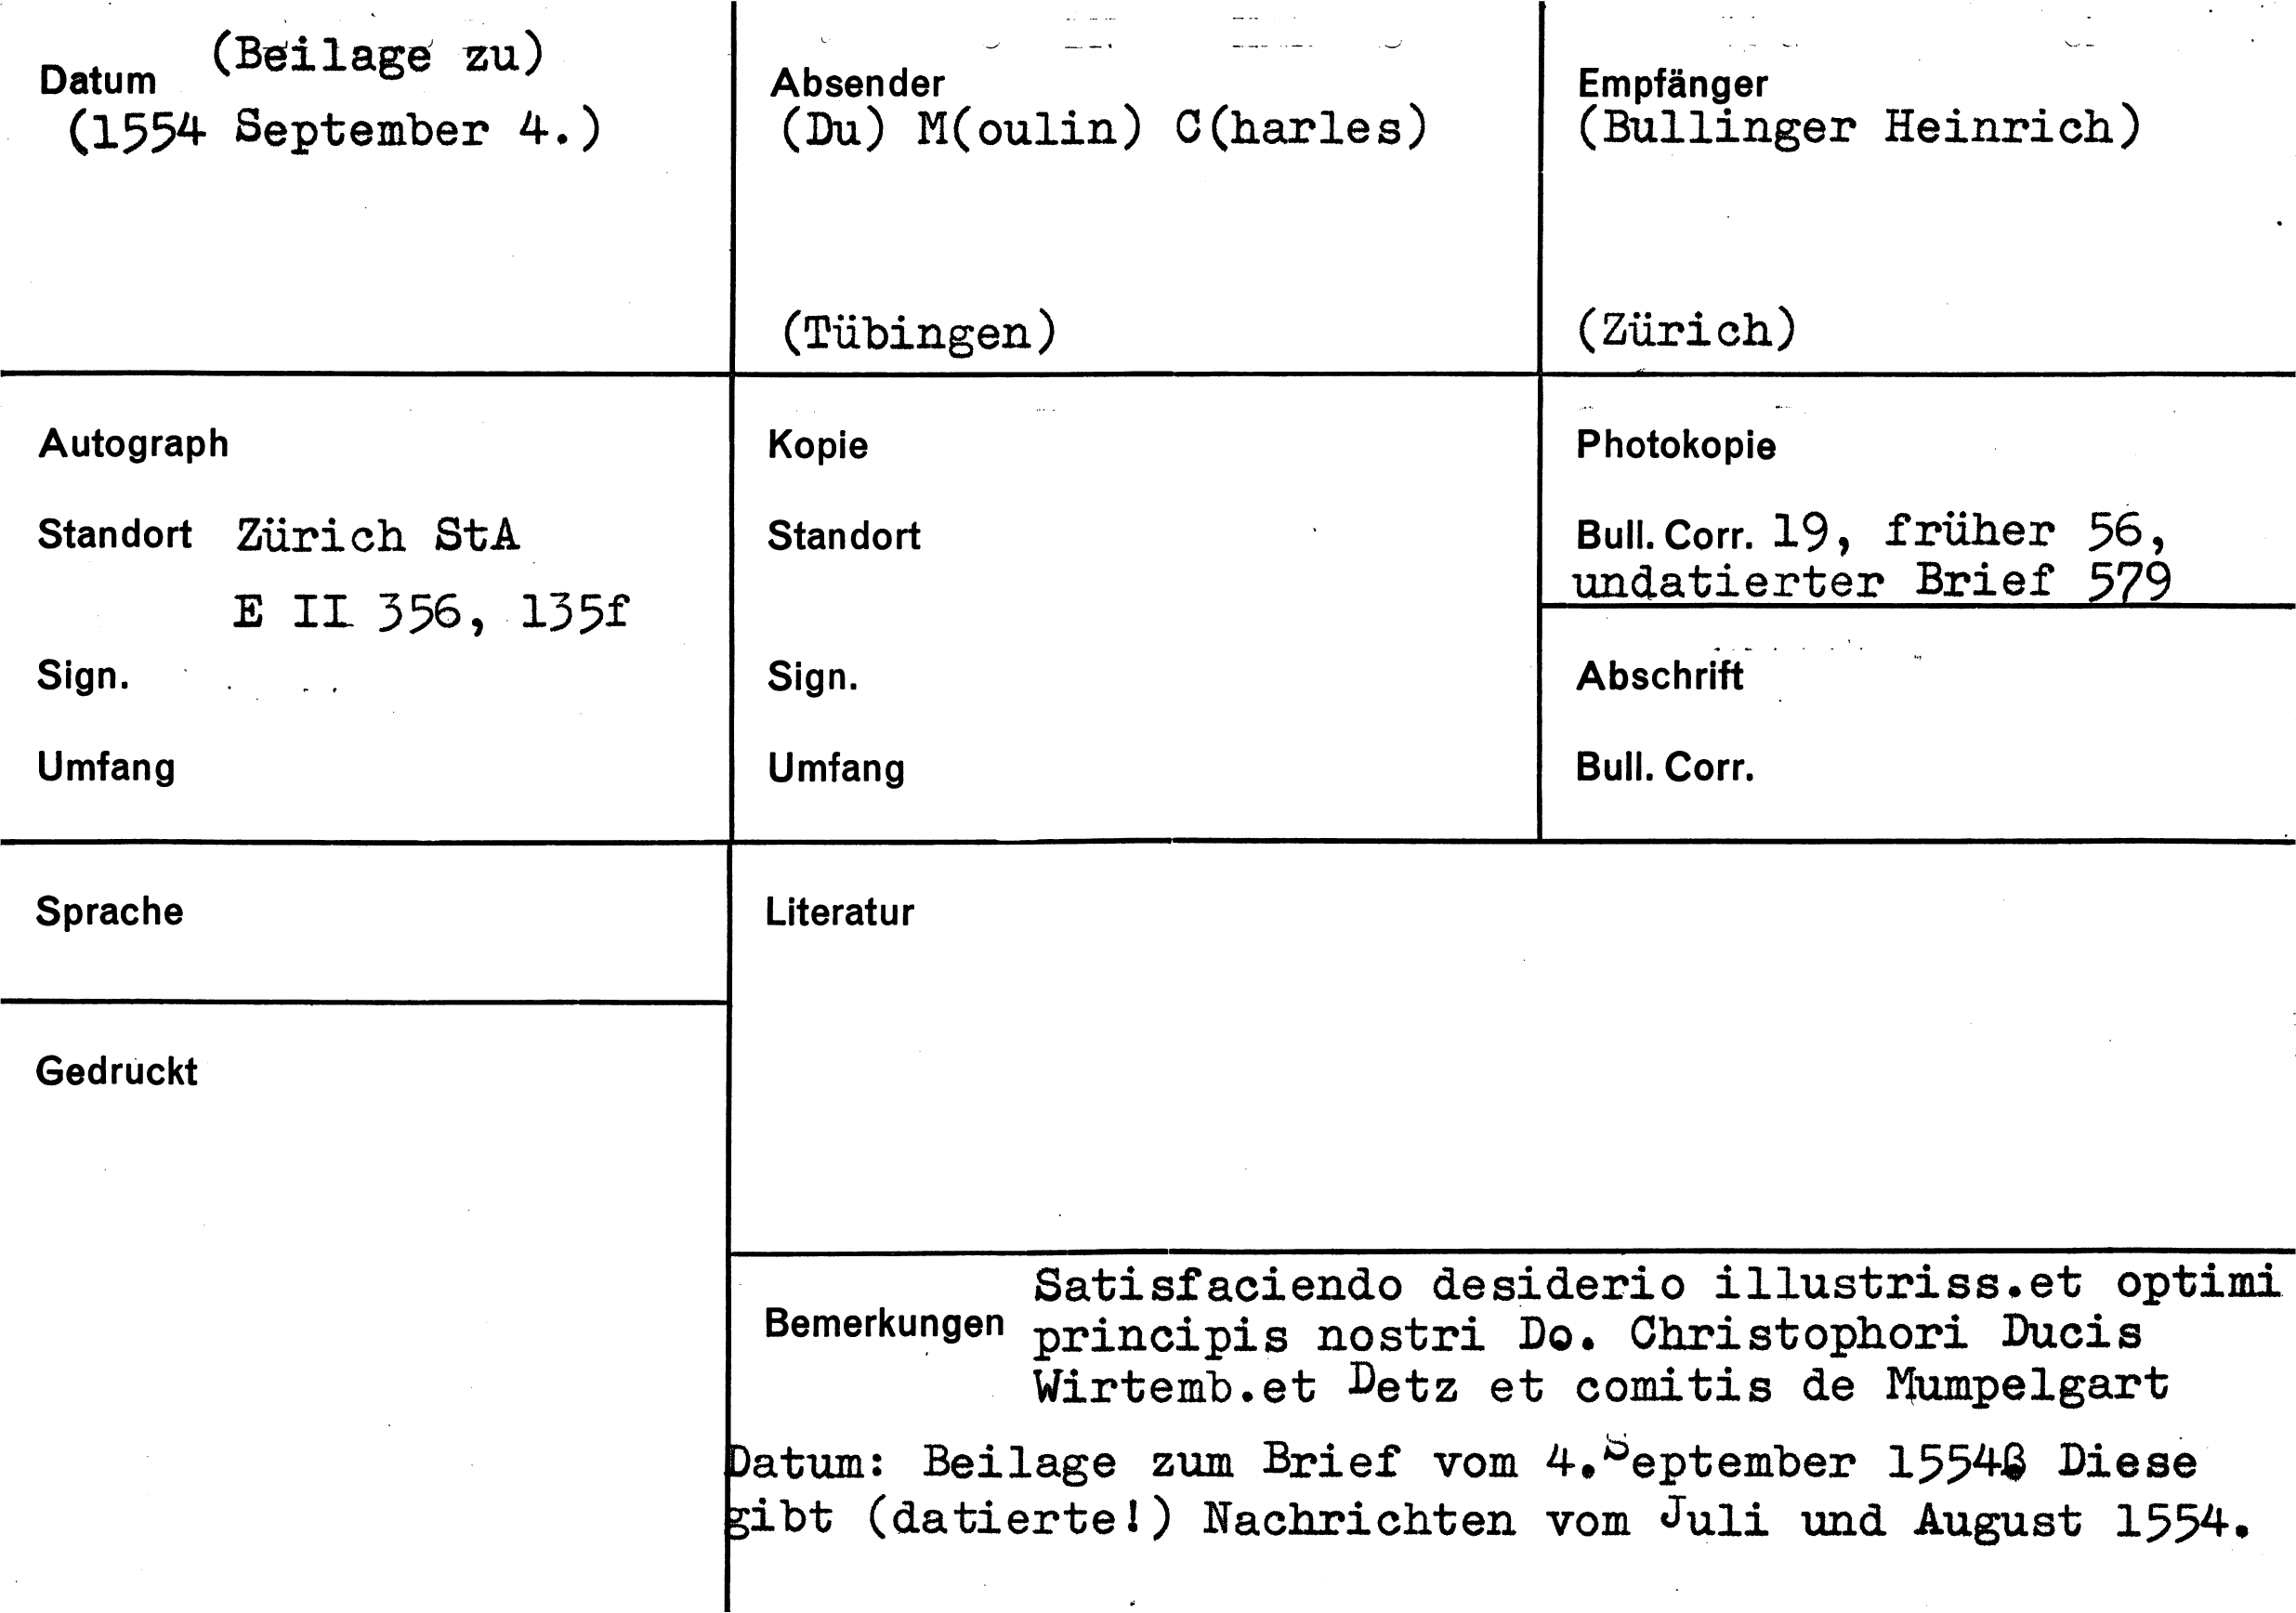 (Beilage zu)
Datum
(1554 September 4.)
Absender
(Du) M(oulin) C(harles)
(Tübingen)
Empfänger
(Bullinger Heinrich)
(Zürich)
Autograph
Standort Zürich StA
E II 356, 135f
Sign.
Umfang
Kopie
Standort
Sign.
Umfang
Photokopie
Bull. Corr. 19, früher 56,
undatierter Brief 579
Abschrift
Bull. Corr.
Sprache
Literatur
Gedruckt
Bemerkungen
Satisfaciendo desiderio illustriss.et optimi
principis nostri Do. Christophori Ducis
Wirtemb.et Detz et comitis de Mumpelgart
Datum: Beilage zum Brief vom 4.September 1554 Diese
gibt (datierte!) Nachrichten vom Juli und August 1554.